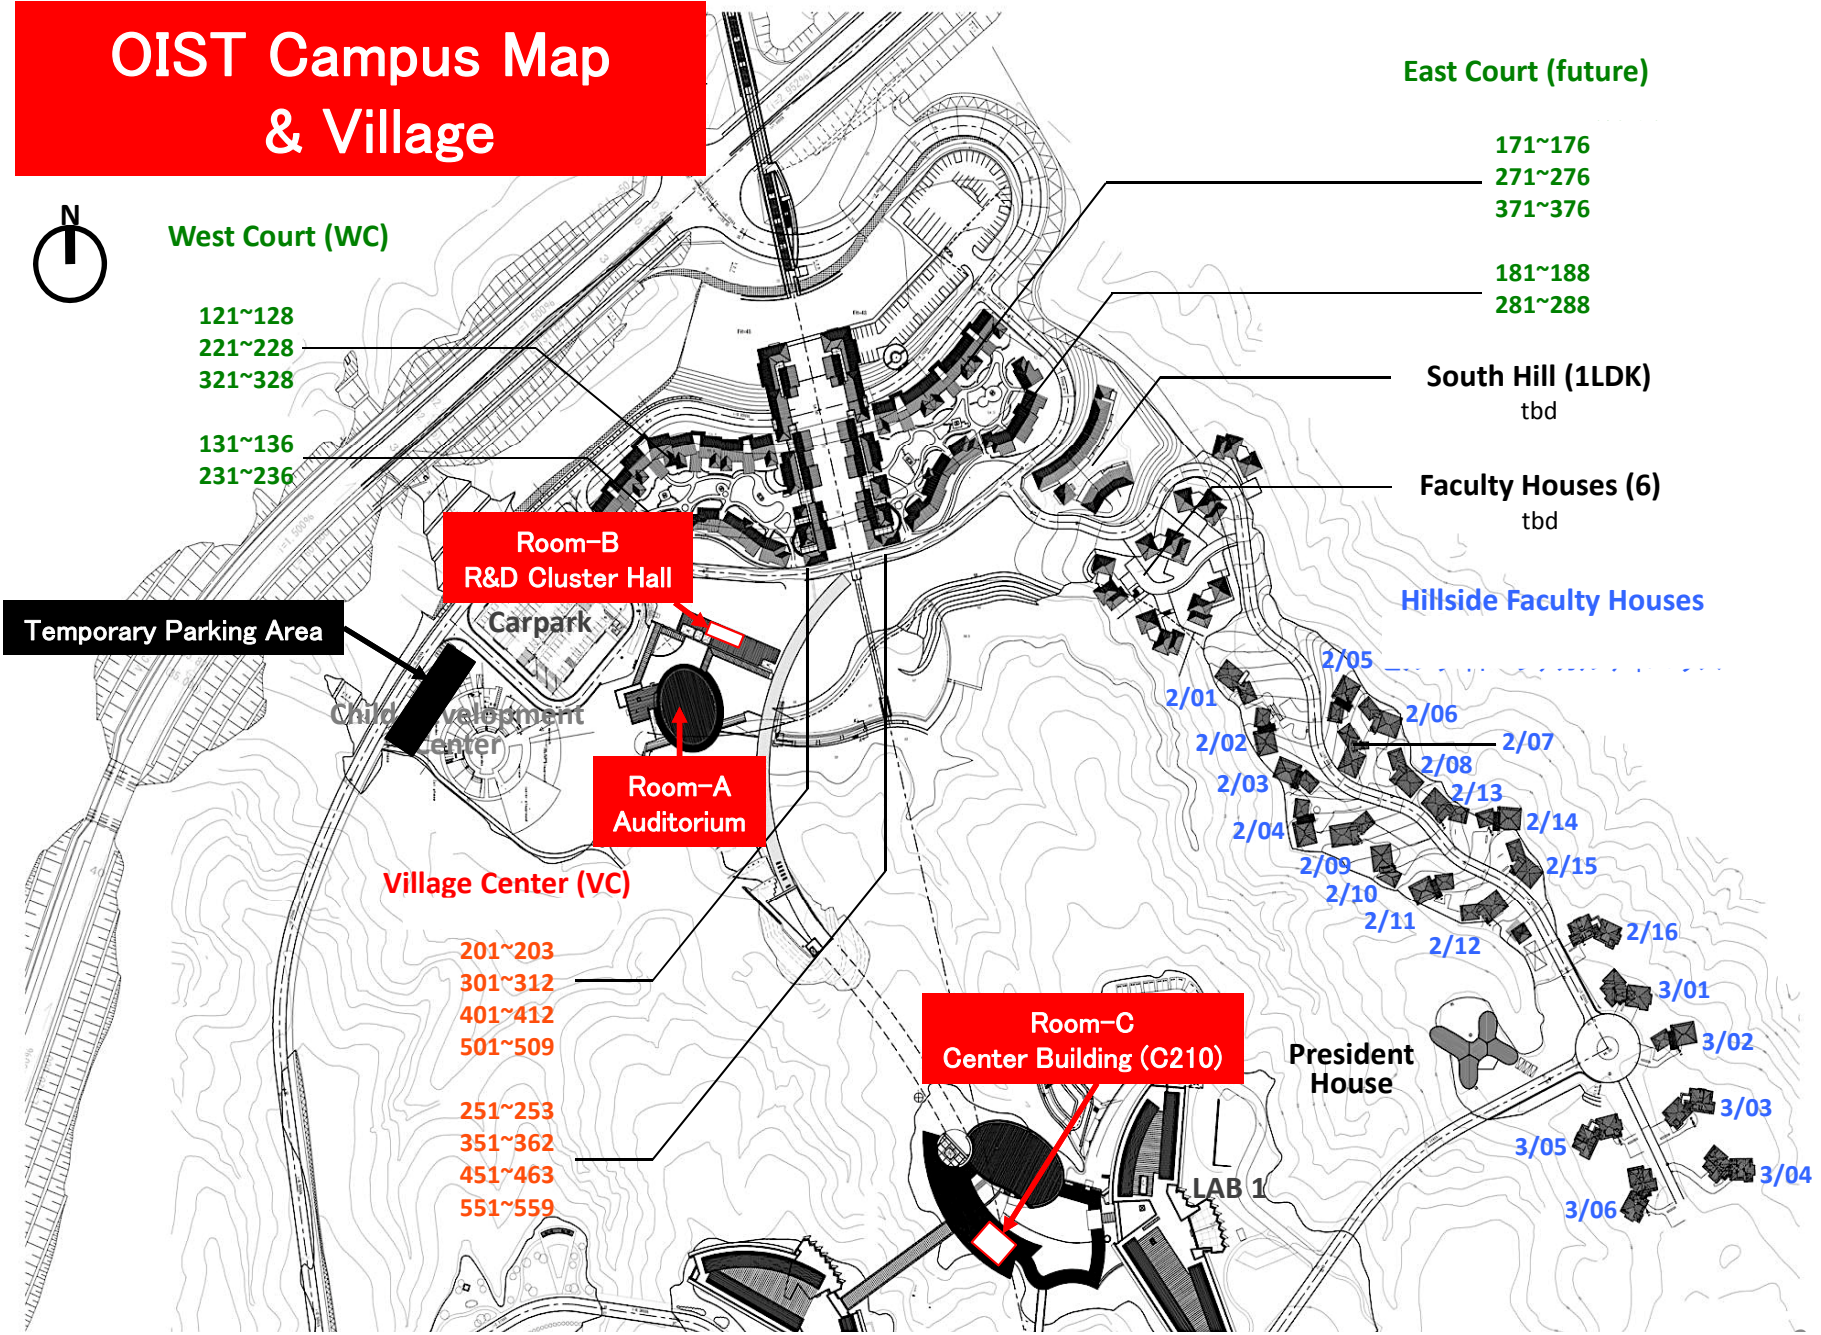 OIST Campus Map
& Village
N
West Court (WC)
121~128
221~228
321~328
131~136
231~236
East Court (future)
171~176
271~276
371~376
181~188
281~288
South Hill (1LDK)
tbd
Faculty Houses (6)
tbd
Hillside Faculty Houses
Room-B
R&D Cluster Hall
Carpark
Temporary Parking Area
Child Development
Center
Room-A
Auditorium
Village Center (VC)
201~203
301~312
401~412
501~509
251~253
351~362
451~463
551~559
Room-C
Center Building (C210)
President
House
LAB 1
2/01
2/02
2/03
2/04
2/05
2/06
2/07
2/08
2/09
2/10
2/11
2/12
2/13
2/14
2/15
2/16
3/01
3/02
3/03
3/04
3/05
3/06